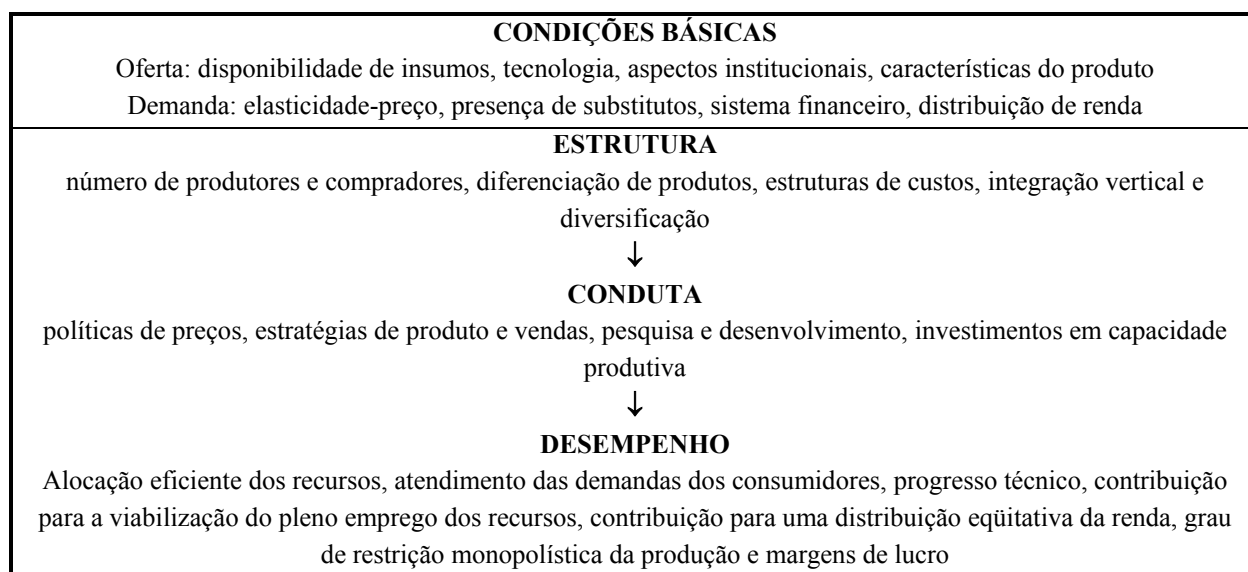 CONDIÇÕES BÁSICAS
Oferta: disponibilidade de insumos, tecnologia, aspectos institucionais, características do produto
Demanda: elasticidade-preço, presença de substitutos, sistema financeiro, distribuição de renda
ESTRUTURA
número de produtores e compradores, diferenciação de produtos, estruturas de custos, integração vertical e
diversificação
↓
CONDUTA
políticas de preços, estratégias de produto e vendas, pesquisa e desenvolvimento, investimentos em capacidade
produtiva
↓
DESEMPENHO
Alocação eficiente dos recursos, atendimento das demandas dos consumidores, progresso técnico, contribuição
para a viabilização do pleno emprego dos recursos, contribuição para uma distribuição eqüitativa da renda, grau
de restrição monopolística da produção e margens de lucro